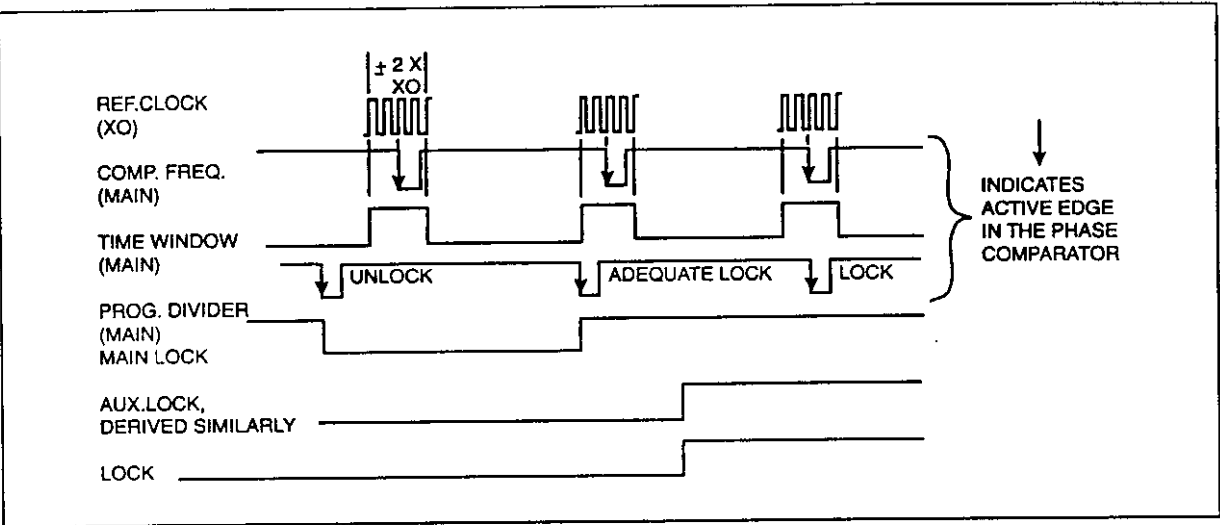 ± 2 X
XO
REF.CLOCK
(XO)
COMP. FREQ.
(MAIN)
INDICATES
ACTIVE EDGE
IN THE PHASE
COMPARATOR
TIME WINDOW
(MAIN)
UNLOCK
ADEQUATE LOCK
LOCK
PROG. DIVIDER
(MAIN)
MAIN LOCK
AUX.LOCK,
DERIVED SIMILARLY
LOCK